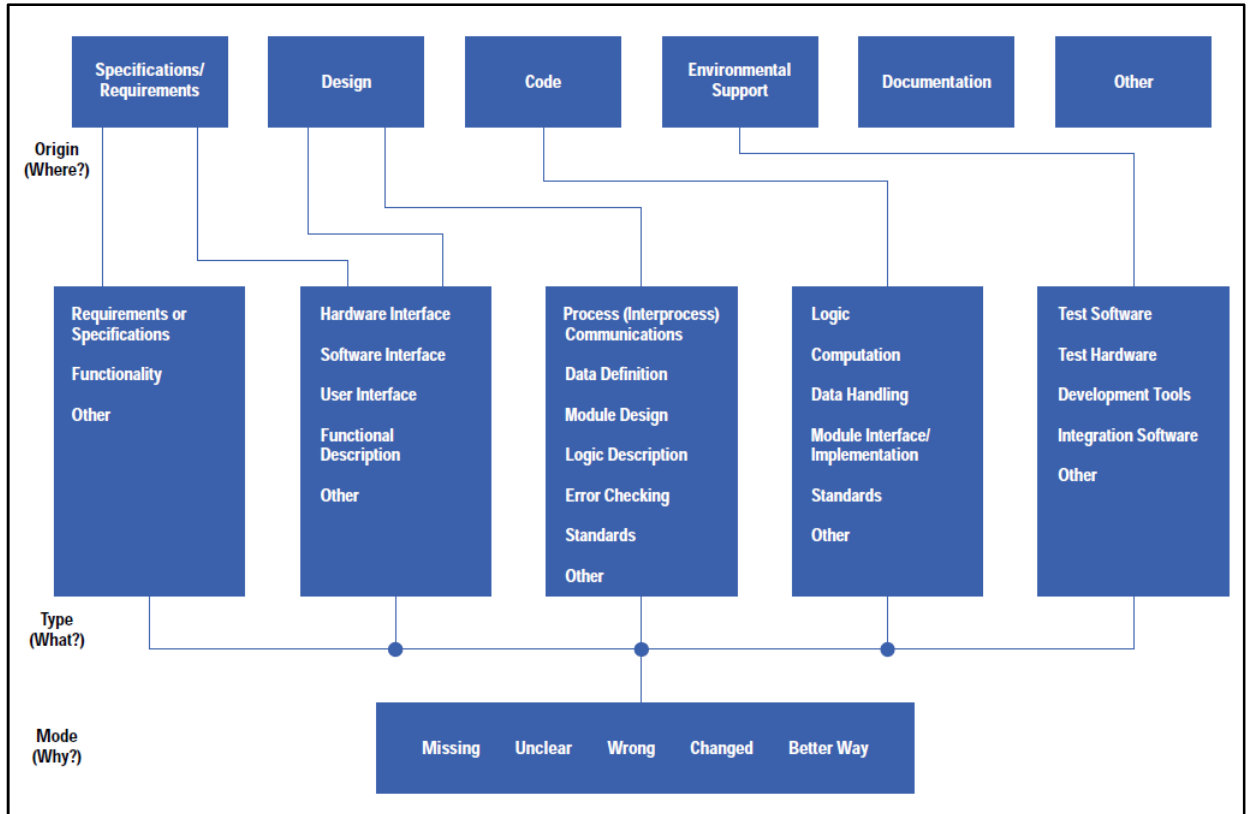 Specifications/
Requirements
Design
Code
Environmental
Support
Documentation
Other
Origin
(Where?)
Requirements or
Specifications
Functionality
Other
Hardware Interface
Software Interface
User Interface
Functional
Description
Other
Process (Interprocess)
Communications
Data Definition
Module Design
Logic Description
Error Checking
Standards
Other
Logic
Computation
Data Handling
Module Interface/
Implementation
Standards
Other
Test Software
Test Hardware
Development Tools
Integration Software
Other
Type
(What?)
Mode
(Why?)
Missing Unclear Wrong Changed Better Way